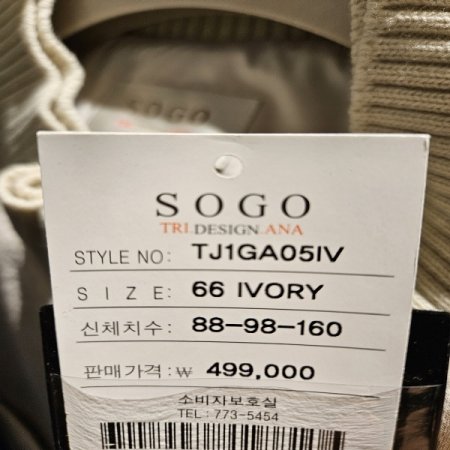 SOGO
SOGO
TRI.DESIGN.ANA
STYLE NO: TJ1GA05IV
SIZE: 66 IVORY
신체치수: 88-98-160
판매가격: ₩ 499,000
소비자보호실
TEL: 773-5454